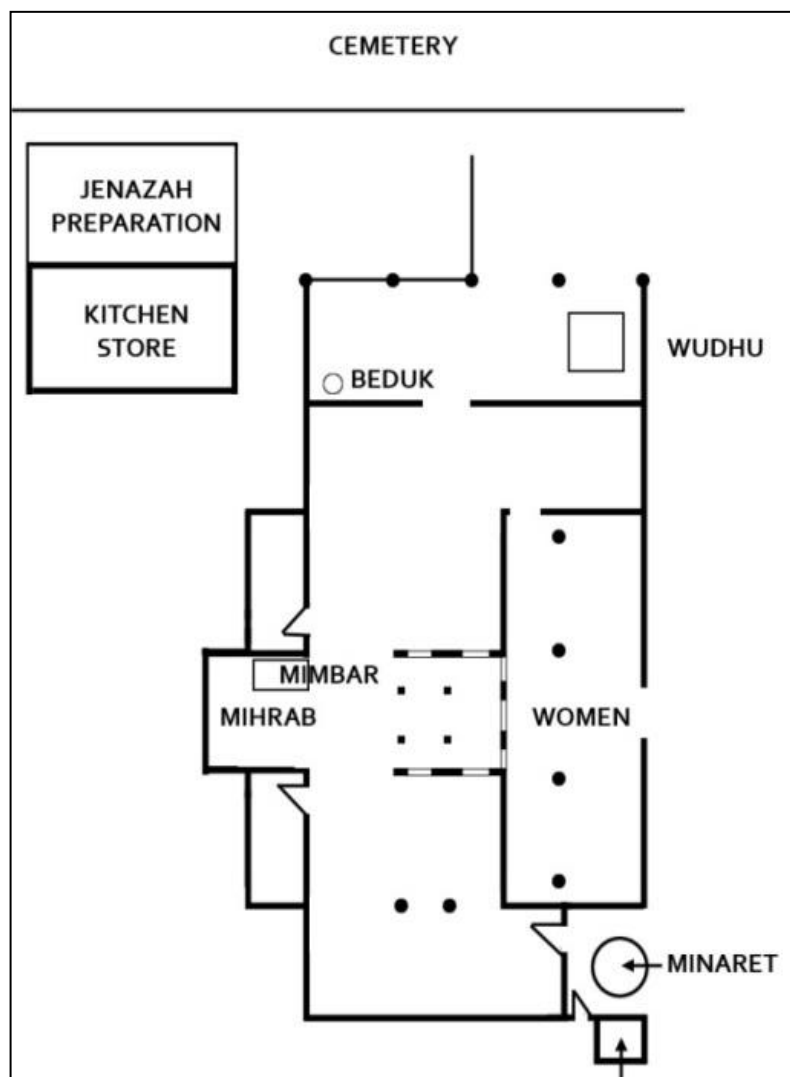 CEMETERY
JENAZAH
PREPARATION
KITCHEN
STORE
WUDHU
BEDUK
MIMBAR
MIHRAB
WOMEN
MINARET